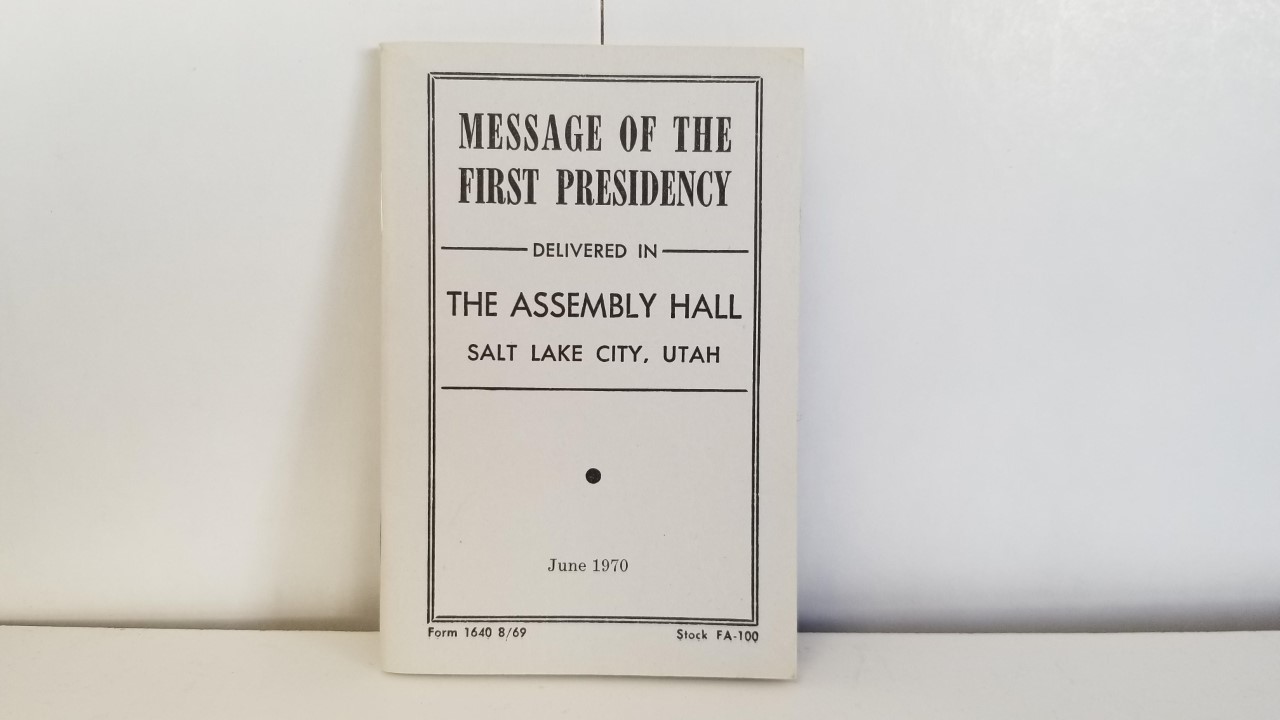 MESSAGE OF THE
FIRST PRESIDENCY
DELIVERED IN
THE ASSEMBLY HALL
SALT LAKE CITY, UTAH
June 1970
Form 1640 8/69 Stock FA-100